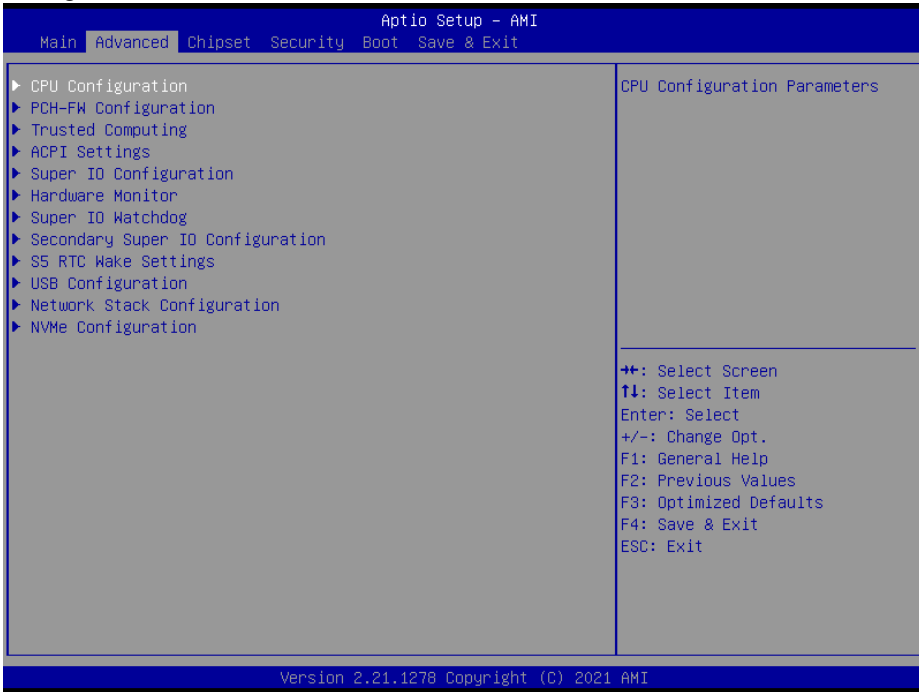 Aptio Setup – AMI
Main Advanced Chipset Security Boot Save & Exit
▶ CPU Configuration
▶ PCH–FW Configuration
▶ Trusted Computing
▶ ACPI Settings
▶ Super IO Configuration
▶ Hardware Monitor
▶ Super IO Watchdog
▶ Secondary Super IO Configuration
▶ S5 RTC Wake Settings
▶ USB Configuration
▶ Network Stack Configuration
▶ NVMe Configuration
CPU Configuration Parameters
→←: Select Screen
↑↓: Select Item
Enter: Select
+/–: Change Opt.
F1: General Help
F2: Previous Values
F3: Optimized Defaults
F4: Save & Exit
ESC: Exit
Version 2.21.1278 Copyright (C) 2021 AMI